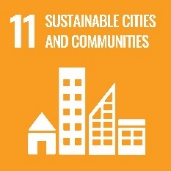 11 SUSTAINABLE CITIES
AND COMMUNITIES